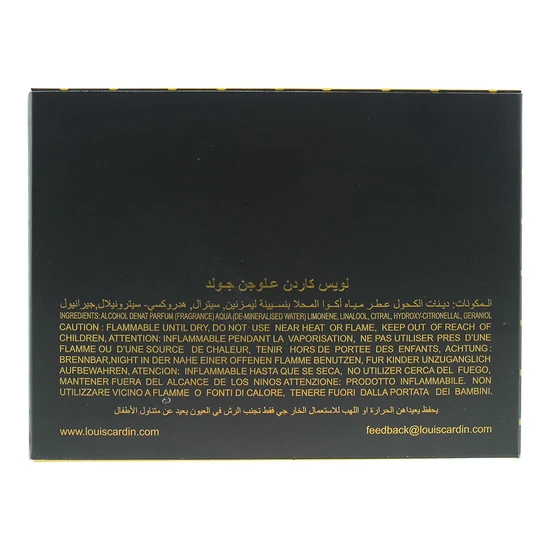 لويس كاردن علوجن جولد
المكونات: دينات الكحول عطر مياه أكوا المحلا بنسبينة ليمزنين, سيترال, هدروكسي- سيترونيلال,جيرانيول
INGREDIENTS: ALCOHOL DENAT PARFUM (FRAGRANCE) AQUA (DE-MINERALISED WATER) LIMONENE, LINALOOL, CITRAL, HYDROXY-CITRONELLAL, GERANIOL
CAUTION : FLAMMABLE UNTIL DRY, DO NOT USE NEAR HEAT OR FLAME, KEEP OUT OF REACH OF
CHILDREN, ATTENTION: INFLAMMABLE PENDANT LA VAPORISATION, NE PAS UTILISER PRES D'UNE
FLAMME OU D'UNE SOURCE DE CHALEUR, TENIR HORS DE PORTEE DES ENFANTS, ACHTUNG :
BRENNBAR,NIGHT IN DER NAHE EINER OFFENEN FLAMME BENUTZEN, FUR KINDER UNZUGANGLICH
AUFBEWAHREN, ATENCION: INFLAMMABLE HASTA QUE SE SECA, NO UTILIZER CERCA DEL FUEGO,
MANTENER FUERA DEL ALCANCE DE LOS NINOS ATTENZIONE: PRODOTTO INFLAMMABILE. NON
UTILIZZARE VICINO A FLAMME O FONTI DI CALORE, TENERE FUORI DALLA PORTATA DEI BAMBINI.
يحفظ بعيداهن الحرارة او اللهب للاستعمال الخار جي فقط تجنب الرش في العيون بعيد عن متناول الأطفال
www.louiscardin.com
feedback@louiscardin.com